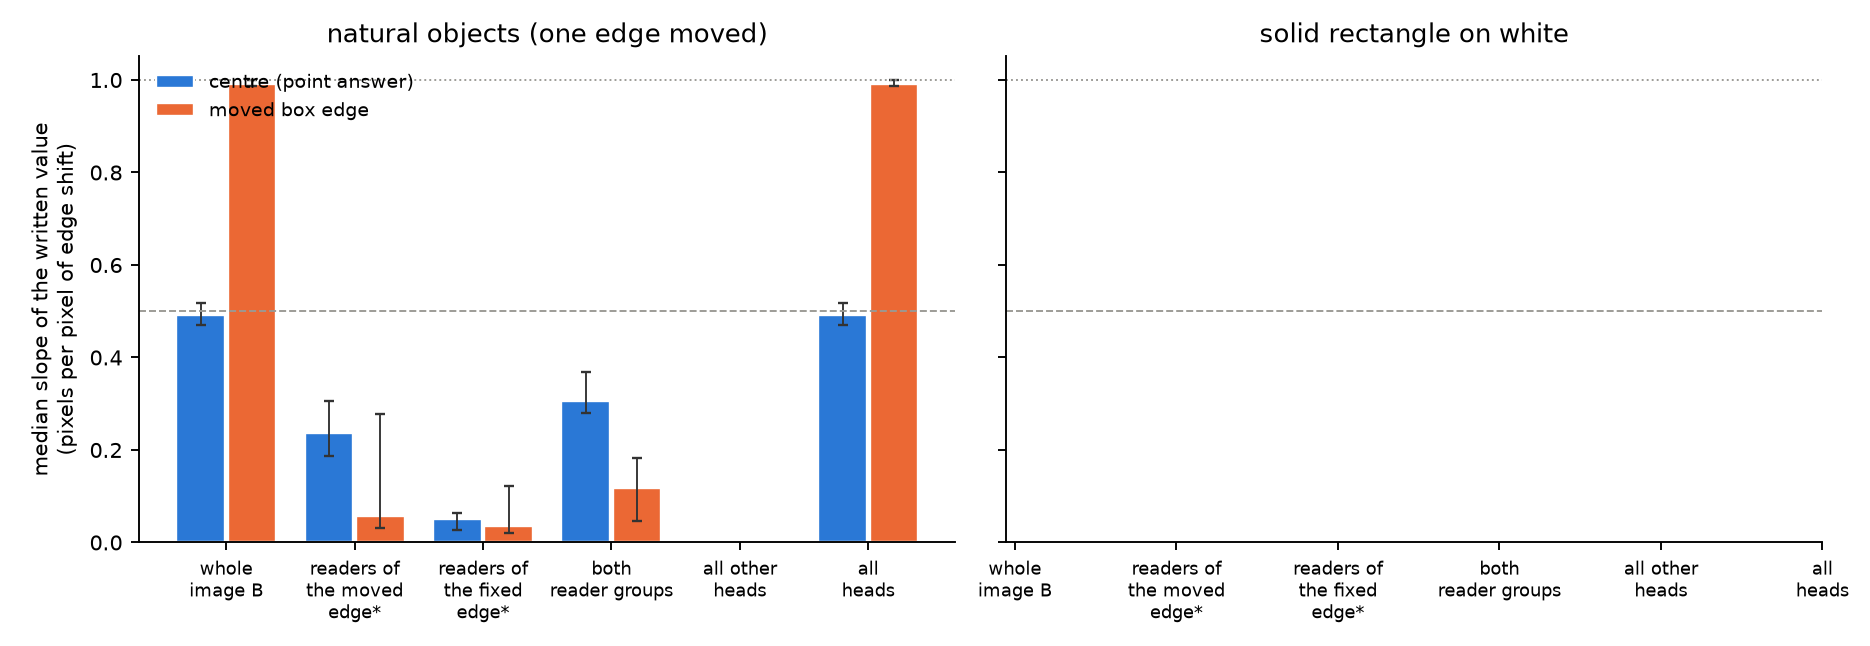 natural objects (one edge moved)
solid rectangle on white
median slope of the written value
(pixels per pixel of edge shift)
1.0
0.8
0.6
0.4
0.2
0.0
centre (point answer)
moved box edge
whole
image B
readers of
the moved
edge*
readers of
the fixed
edge*
both
reader groups
all other
heads
all
heads
whole
image B
readers of
the moved
edge*
readers of
the fixed
edge*
both
reader groups
all other
heads
all
heads